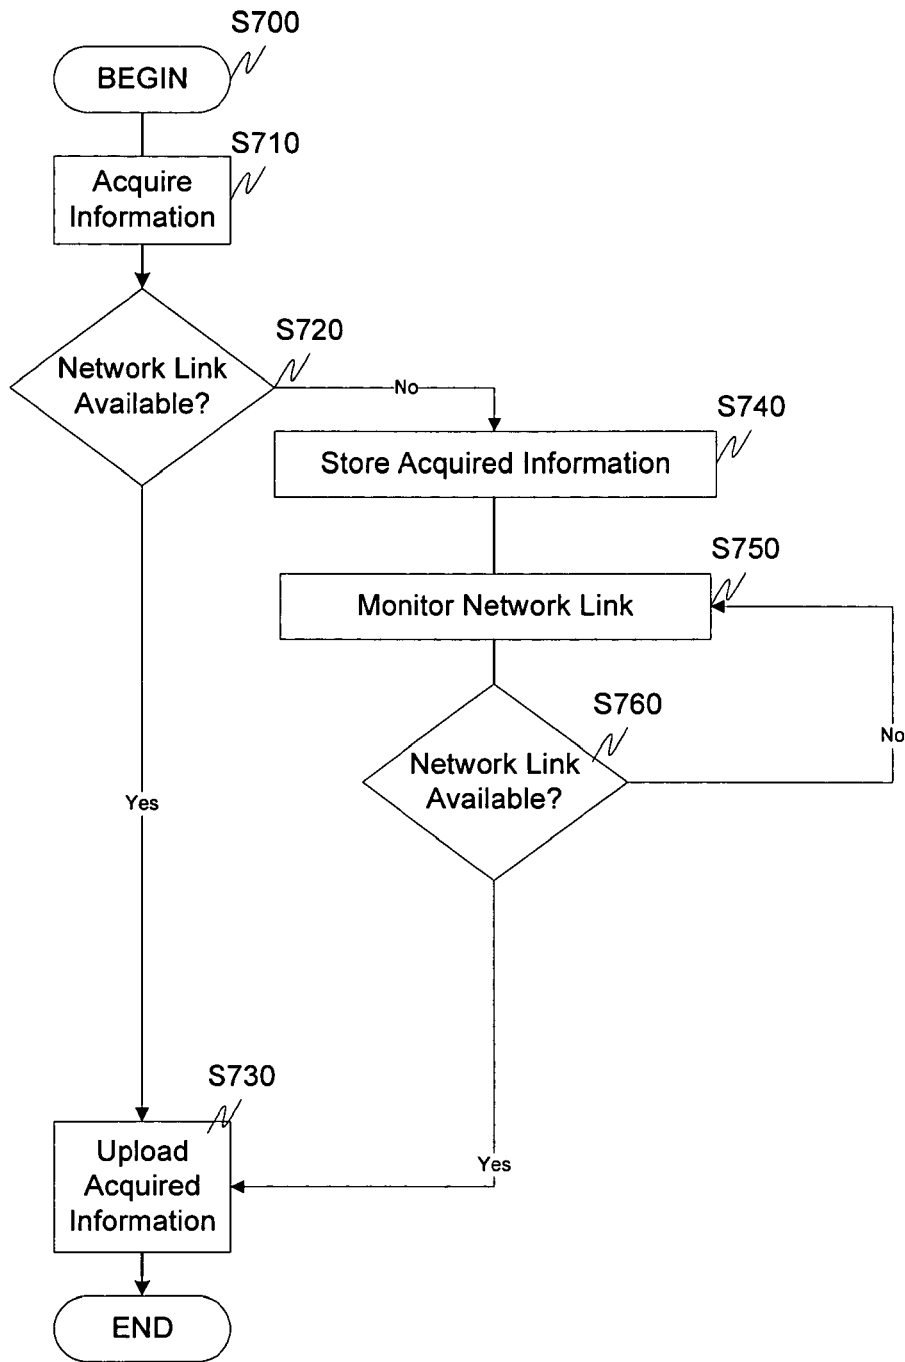 S700
BEGIN
S710
Acquire
Information
S720
Network Link
Available?
No
S740
Store Acquired Information
S750
Monitor Network Link
S760
Network Link
Available?
No
Yes
S730
Upload
Acquired
Information
Yes
END